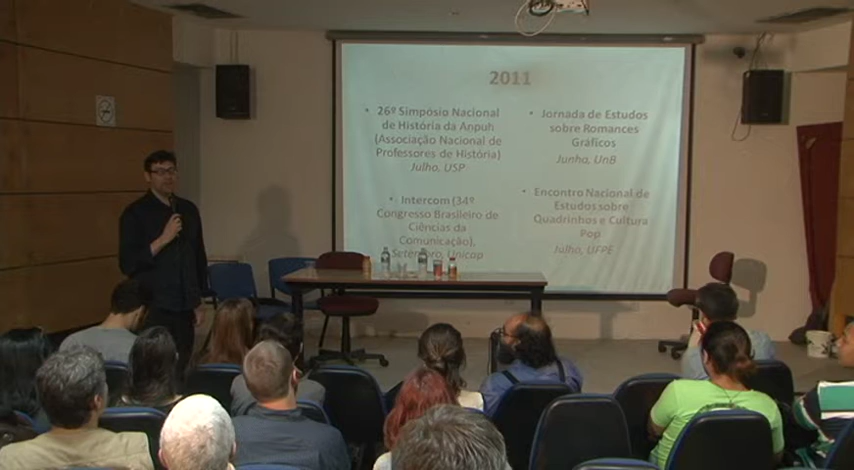 2011
• 26º Simpósio Nacional
de História da Anpuh
(Associação Nacional de
Professores de História)
Julho, USP
• Intercom (34º
Congresso Brasileiro de
Ciências da
Comunicação),
Setembro, Unicap
• Jornada de Estudos
sobre Romances
Gráficos
Junho, UnB
• Encontro Nacional de
Estudos sobre
Quadrinhos e Cultura
Pop
Julho, UFPE